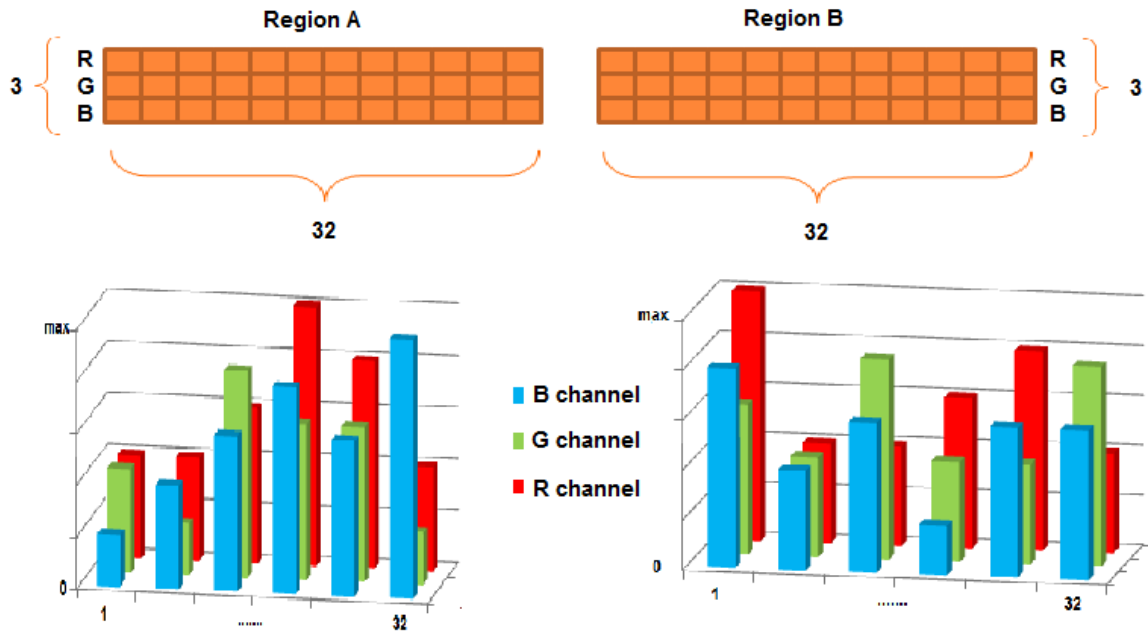 Region A
Region B
R
G
B
3
R
G
B
3
32
32
max
0
1
........
32
B channel
G channel
R channel
max
0
1
........
32